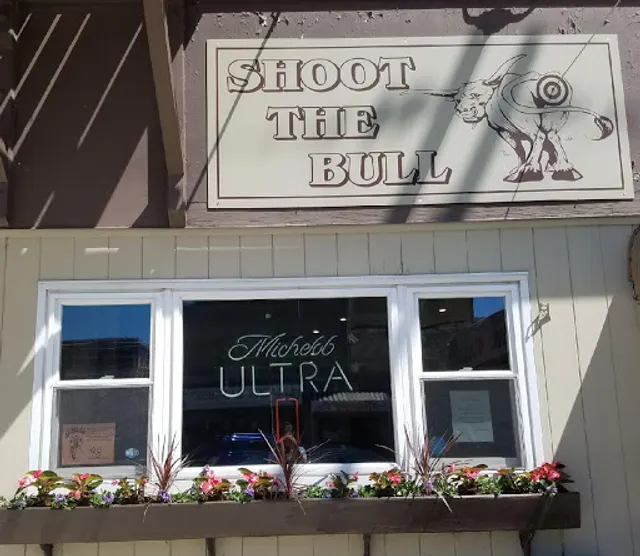 SHOOT
THE
BULL
Michelob
ULTRA